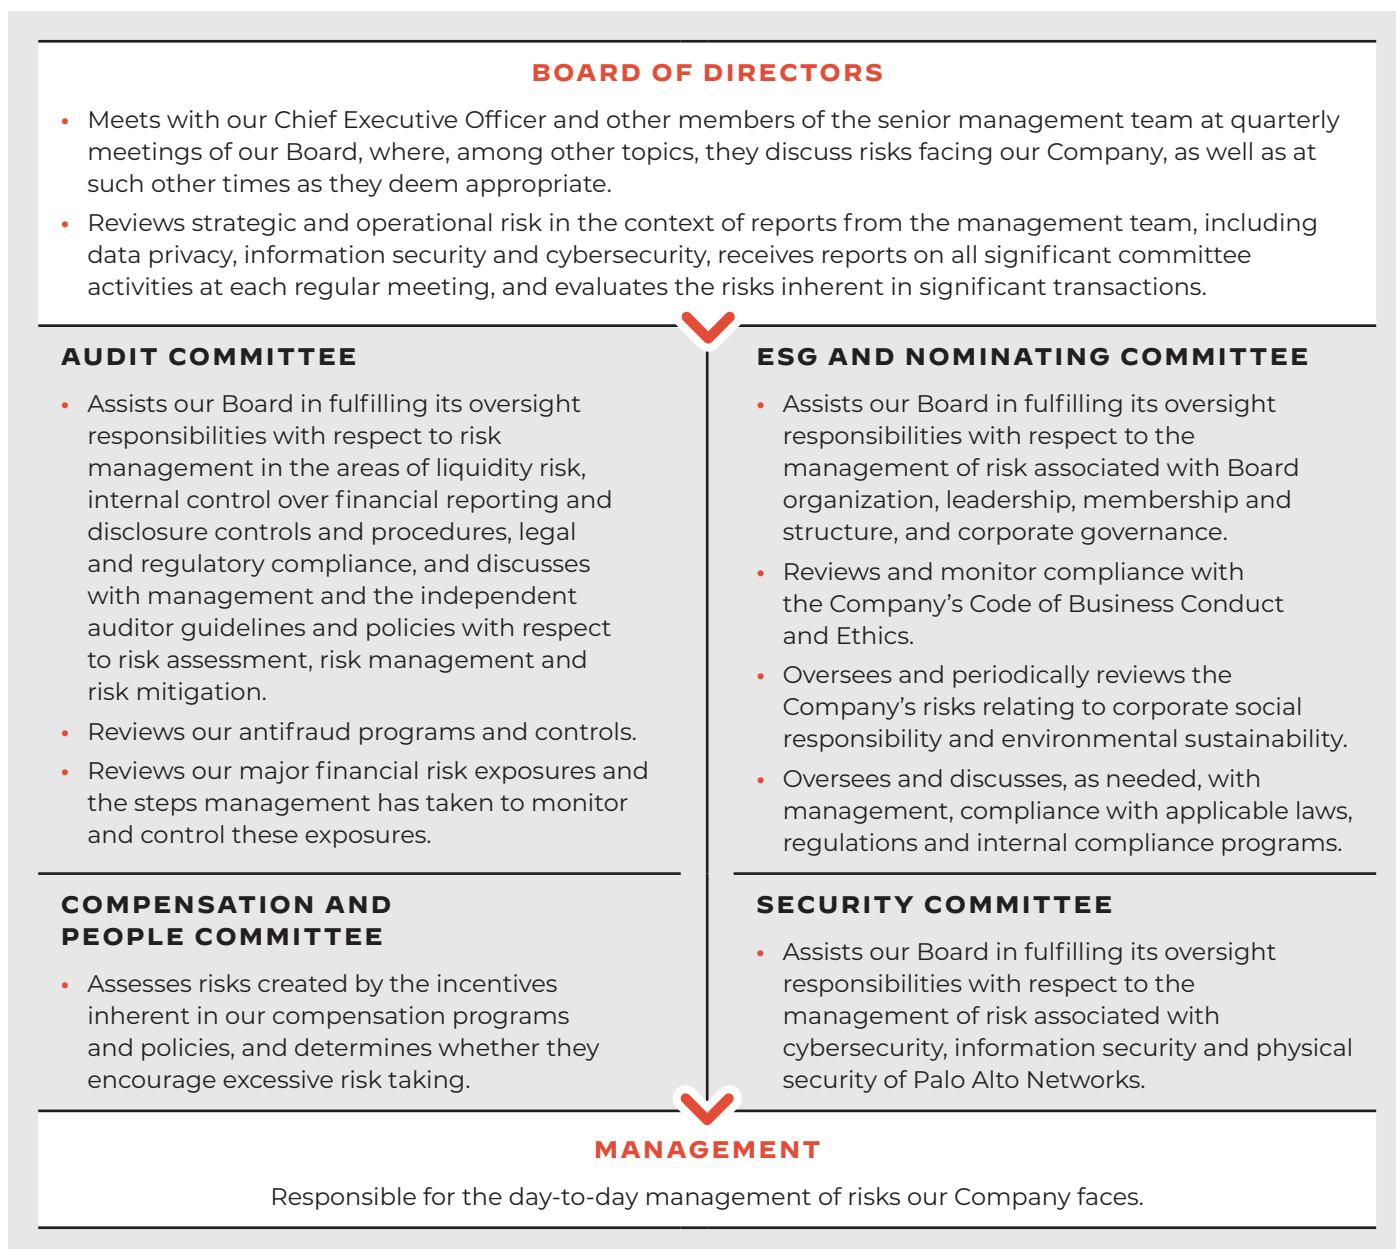 BOARD OF DIRECTORS
• Meets with our Chief Executive Officer and other members of the senior management team at quarterly
meetings of our Board, where, among other topics, they discuss risks facing our Company, as well as at
such other times as they deem appropriate.
• Reviews strategic and operational risk in the context of reports from the management team, including
data privacy, information security and cybersecurity, receives reports on all significant committee
activities at each regular meeting, and evaluates the risks inherent in significant transactions.
AUDIT COMMITTEE
• Assists our Board in fulfilling its oversight
responsibilities with respect to risk
management in the areas of liquidity risk,
internal control over financial reporting and
disclosure controls and procedures, legal
and regulatory compliance, and discusses
with management and the independent
auditor guidelines and policies with respect
to risk assessment, risk management and
risk mitigation.
• Reviews our antifraud programs and controls.
• Reviews our major financial risk exposures and
the steps management has taken to monitor
and control these exposures.
ESG AND NOMINATING COMMITTEE
• Assists our Board in fulfilling its oversight
responsibilities with respect to the
management of risk associated with Board
organization, leadership, membership and
structure, and corporate governance.
• Reviews and monitor compliance with
the Company’s Code of Business Conduct
and Ethics.
• Oversees and periodically reviews the
Company’s risks relating to corporate social
responsibility and environmental sustainability.
• Oversees and discusses, as needed, with
management, compliance with applicable laws,
regulations and internal compliance programs.
COMPENSATION AND
PEOPLE COMMITTEE
• Assesses risks created by the incentives
inherent in our compensation programs
and policies, and determines whether they
encourage excessive risk taking.
SECURITY COMMITTEE
• Assists our Board in fulfilling its oversight
responsibilities with respect to the
management of risk associated with
cybersecurity, information security and physical
security of Palo Alto Networks.
MANAGEMENT
Responsible for the day-to-day management of risks our Company faces.